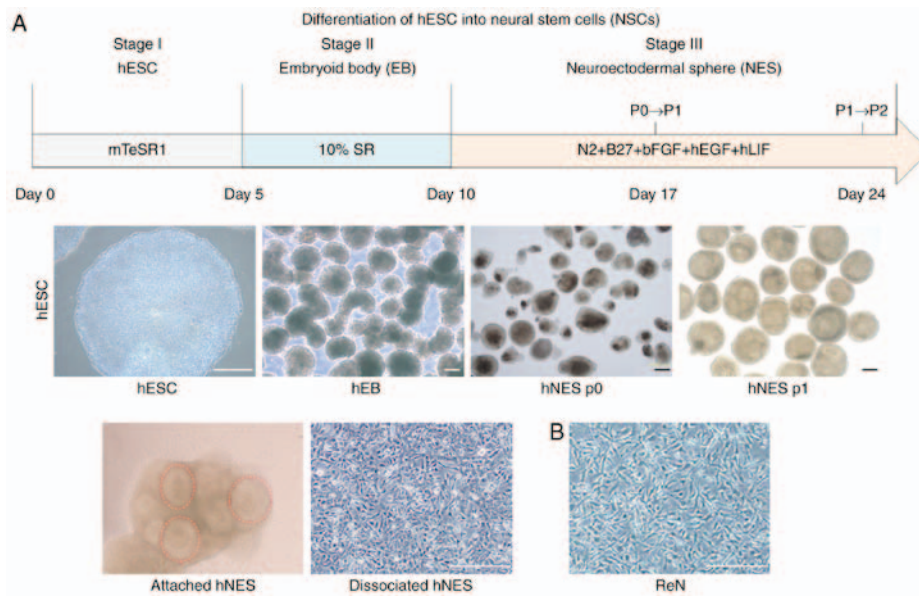 A
Differentiation of hESC into neural stem cells (NSCs)
Stage I
Stage II
Stage III
hESC
Embryoid body (EB)
Neuroectodermal sphere (NES)
P0→P1
P1→P2
mTeSR1
10% SR
N2+B27+bFGF+hEGF+hLIF
Day 0
Day 5
Day 10
Day 17
Day 24
hESC
hESC
hEB
hNES p0
hNES p1
B
Attached hNES
Dissociated hNES
ReN